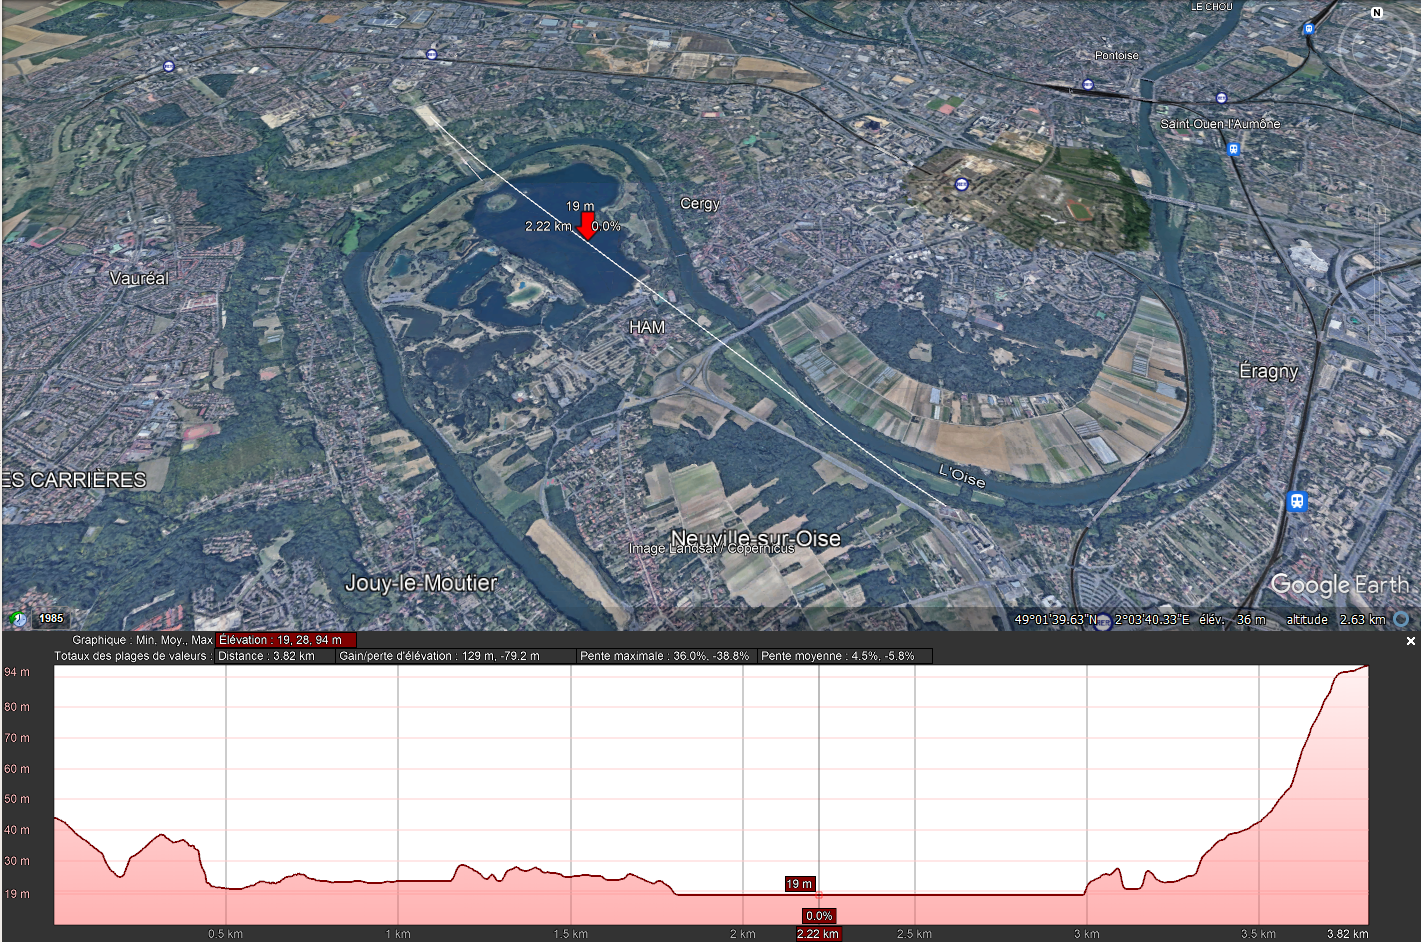 LE CHOU
N
Pontoise
Saint-Ouen-l'Aumône
Cergy
19 m
2.22 km
0.0%
Vauréal
HAM
Éragny
ES CARRIÈRES
L'Oise
Neuville-sur-Oise
Image Landsat / Copernicus
Jouy-le-Moutier
Google Earth
1985
49°01'39.63"N 2°03'40.33"E élév. 36 m altitude 2.63 km
Graphique : Min. Moy., Max Élévation : 19, 28, 94 m
Totaux des plages de valeurs : Distance : 3.82 km Gain/perte d'élévation : 129 m, -79.2 m Pente maximale : 36.0%, -38.8% Pente moyenne : 4.5%, -5.8%
94 m
80 m
70 m
60 m
50 m
40 m
30 m
19 m
19 m
0.0%
0.5 km 1 km 1.5 km 2 km 2.22 km 2.5 km 3 km 3.5 km 3.82 km